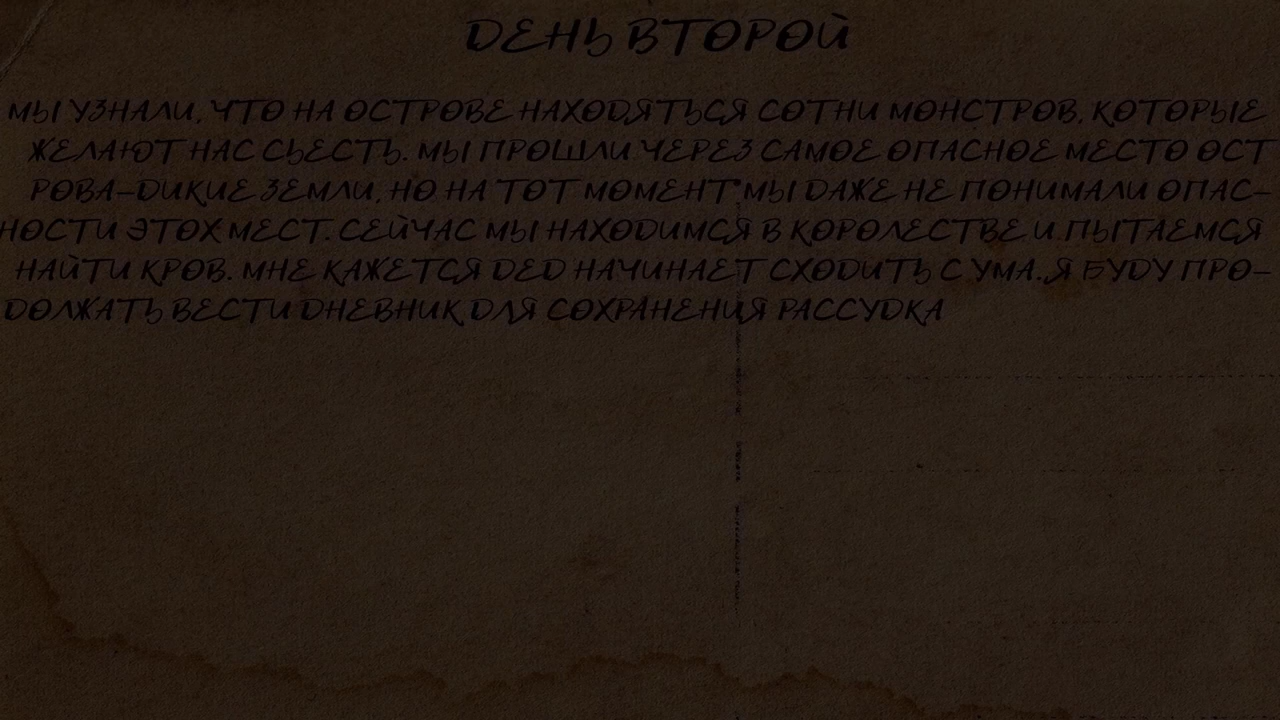 ДЕНЬ ВТОРОЙ
МЫ УЗНАЛИ, ЧТО НА ОСТРОВЕ НАХОДЯТЬСЯ СОТНИ МОНСТРОВ, КОТОРЫЕ
ЖЕЛАЮТ НАС СЬЕСТЬ. МЫ ПРОШЛИ ЧЕРЕЗ САМОЕ ОПАСНОЕ МЕСТО ОСТ
РОВА-ДИКИЕ ЗЕМЛИ, НО НА ТОТ МОМЕНТ МЫ ДАЖЕ НЕ ПОНИМАЛИ ОПАС-
НОСТИ ЭТОХ МЕСТ. СЕЙЧАС МЫ НАХОДИМСЯ В КОРОЛЕСТВЕ И ПЫТАЕМСЯ
НАЙТИ КРОВ. МНЕ КАЖЕТСЯ DED НАЧИНАЕТ СХОДИТЬ С УМА. Я БУДУ ПРО-
ДОЛЖАТЬ ВЕСТИ ДНЕВНИК ДЛЯ СОХРАНЕНИЯ РАССУДКА